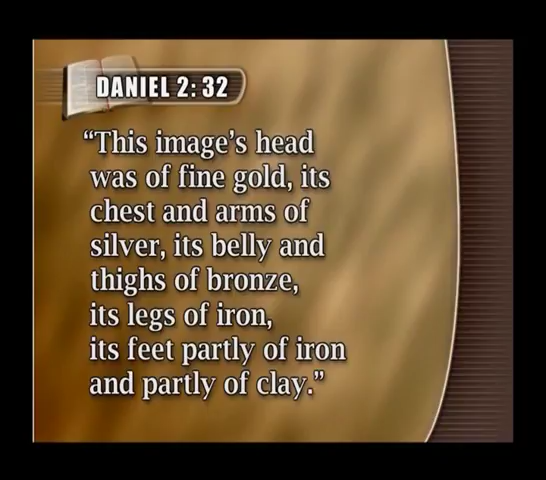 DANIEL 2: 32
“This image’s head
was of fine gold, its
chest and arms of
silver, its belly and
thighs of bronze,
its legs of iron,
its feet partly of iron
and partly of clay.”